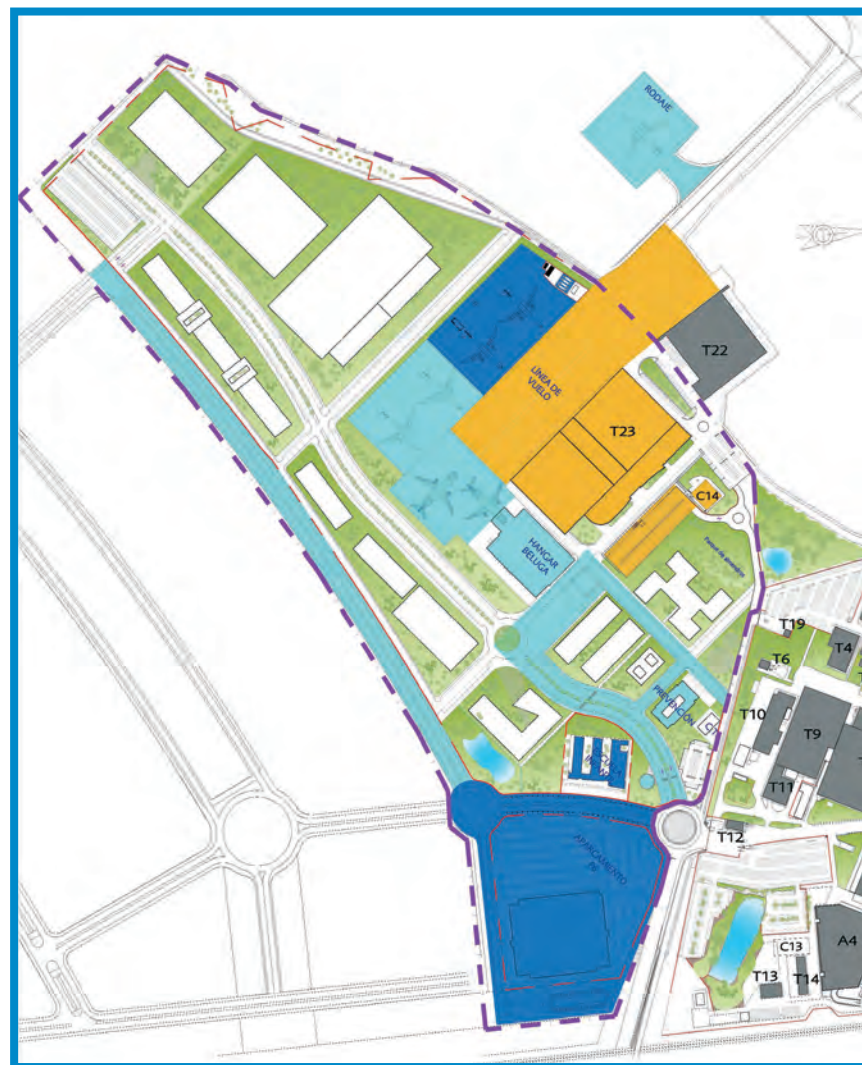 RODAJE
T22
LÍNEA DE
VUELO
T23
C14
HANGAR
BELUGA
T19
T4
T6
PREVENCIÓN
T10
T9
T11
T12
APARCAMIENTO
C13
A4
T13
T14